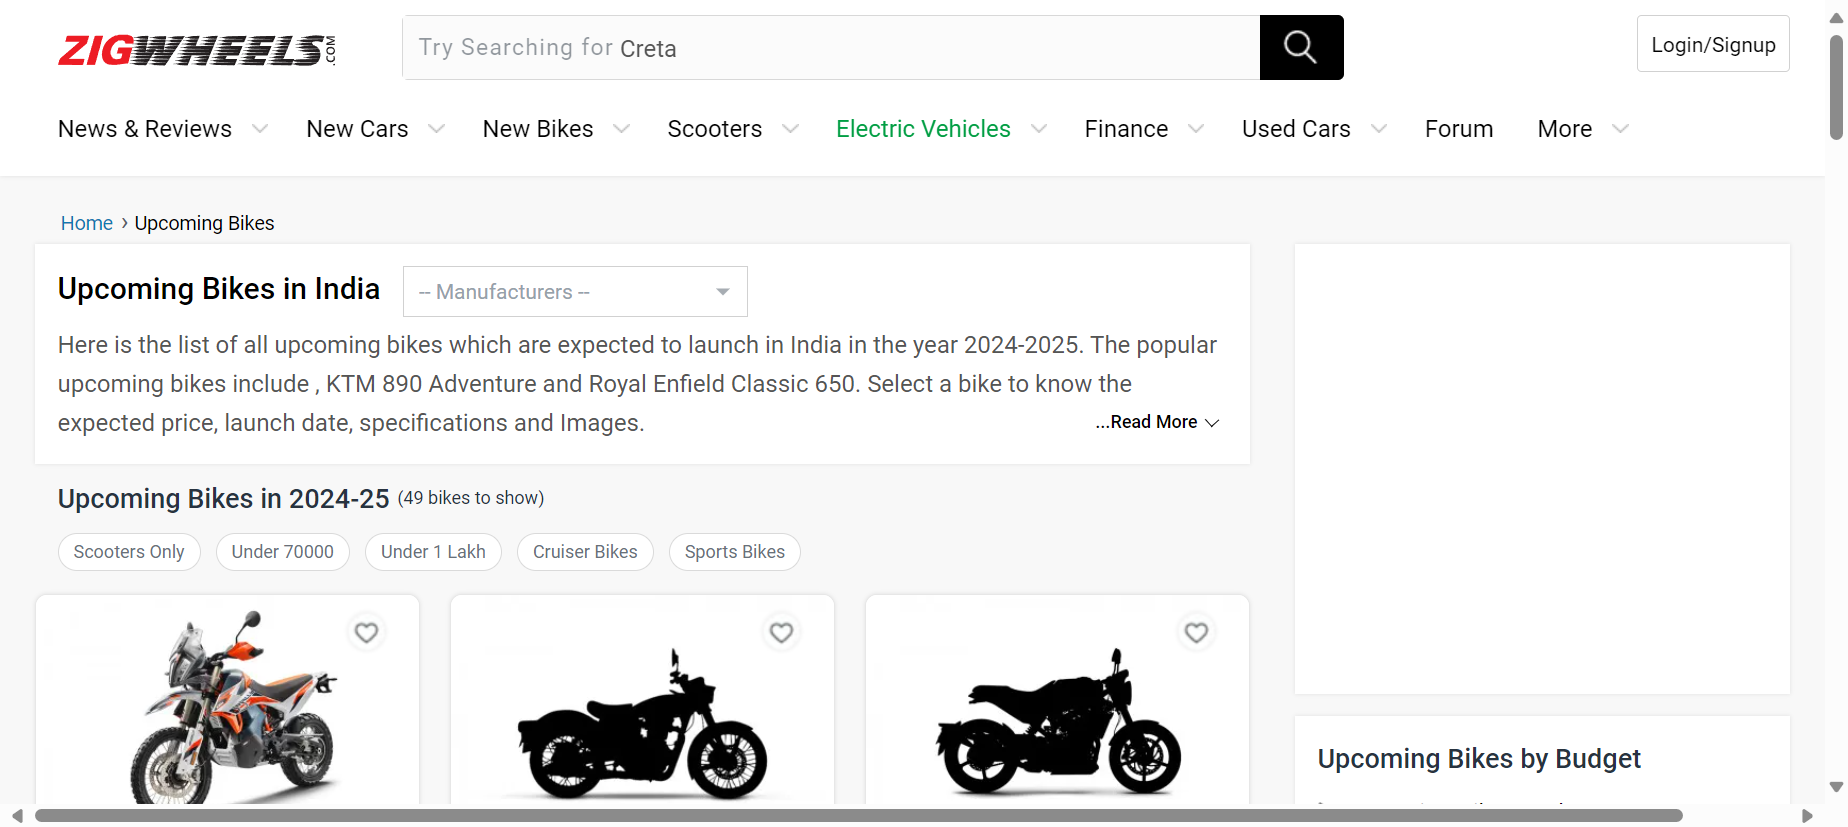 ZIGWHEELS.COM
Try Searching for Creta
Login/Signup
News & Reviews New Cars New Bikes Scooters Electric Vehicles Finance Used Cars Forum More
Home › Upcoming Bikes
Upcoming Bikes in India
-- Manufacturers --
Here is the list of all upcoming bikes which are expected to launch in India in the year 2024-2025. The popular
upcoming bikes include , KTM 890 Adventure and Royal Enfield Classic 650. Select a bike to know the
expected price, launch date, specifications and Images.
...Read More
Upcoming Bikes in 2024-25 (49 bikes to show)
Scooters Only Under 70000 Under 1 Lakh Cruiser Bikes Sports Bikes
Upcoming Bikes by Budget